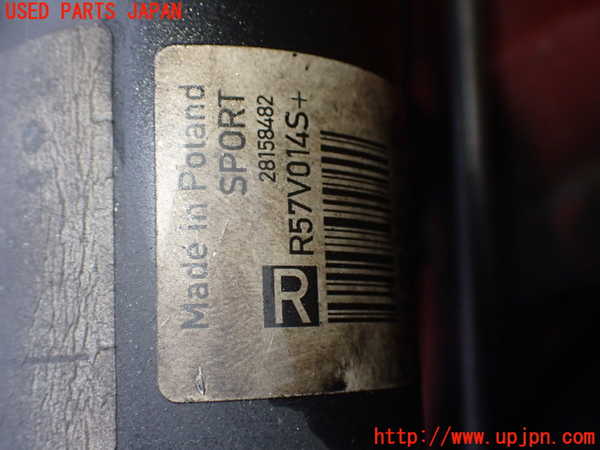 USED PARTS JAPAN
Made in Poland
SPORT
28158482
R57V014S+
R
http://www.upjpn.com/